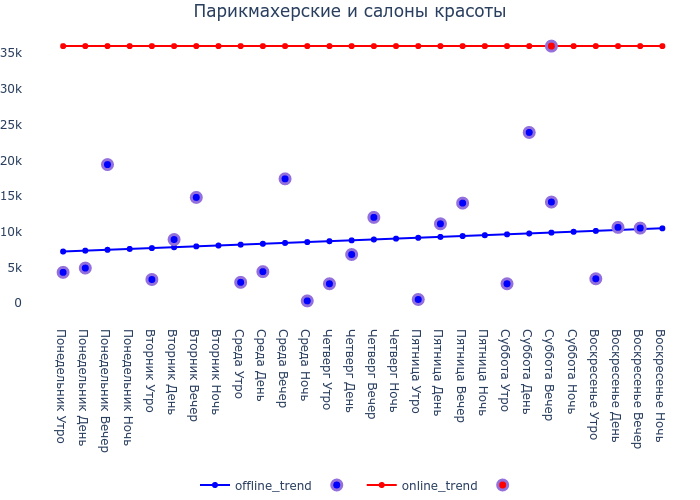 Парикмахерские и салоны красоты
35k
30k
25k
20k
15k
10k
5k
0
Понедельник Утро
Понедельник День
Понедельник Вечер
Понедельник Ночь
Вторник Утро
Вторник День
Вторник Вечер
Вторник Ночь
Среда Утро
Среда День
Среда Вечер
Среда Ночь
Четверг Утро
Четверг День
Четверг Вечер
Четверг Ночь
Пятница Утро
Пятница День
Пятница Вечер
Пятница Ночь
Суббота Утро
Суббота День
Суббота Вечер
Суббота Ночь
Воскресенье Утро
Воскресенье День
Воскресенье Вечер
Воскресенье Ночь
offline_trend
online_trend